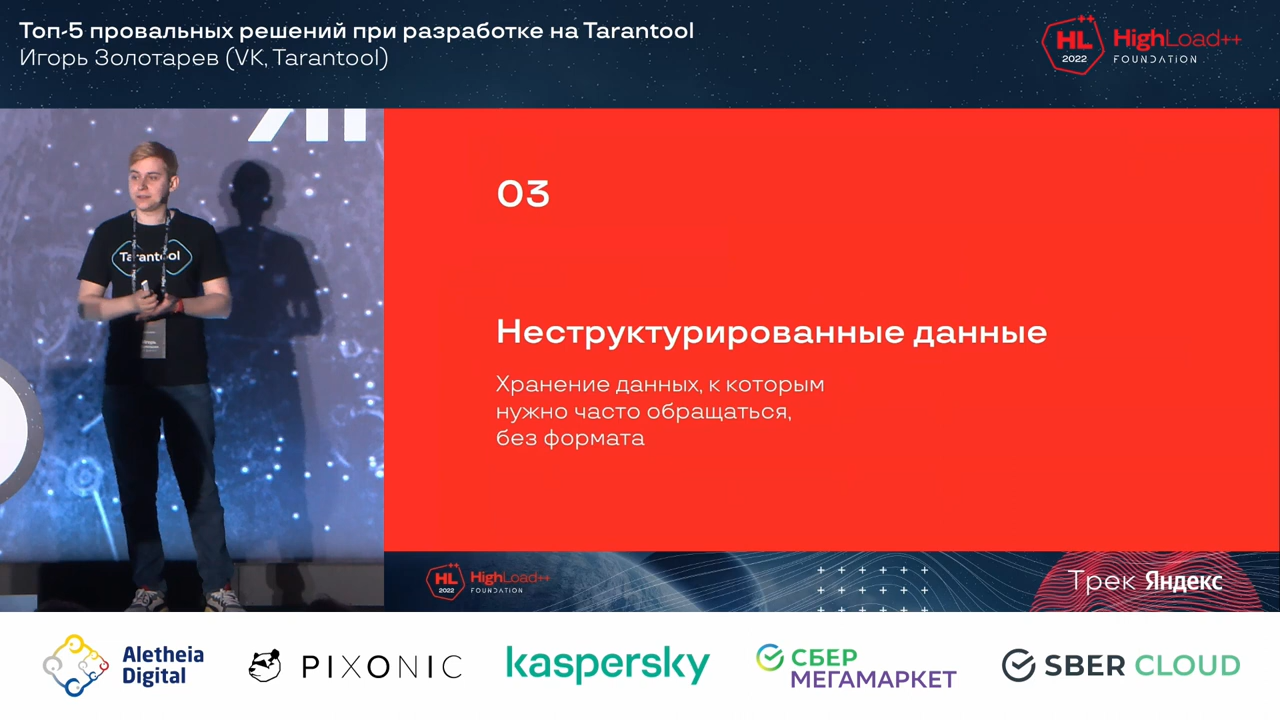 Топ-5 провальных решений при разработке на Tarantool
Игорь Золотарев (VK, Tarantool)
HL
2022
HighLoad++
FOUNDATION
Tarantool
03
Неструктурированные данные
Хранение данных, к которым
нужно часто обращаться,
без формата
HL
2022
HighLoad++
FOUNDATION
Трек Яндекс
Aletheia
Digital
PIXONIC
kaspersky
СБЕР
МЕГАМАРКЕТ
SBER CLOUD